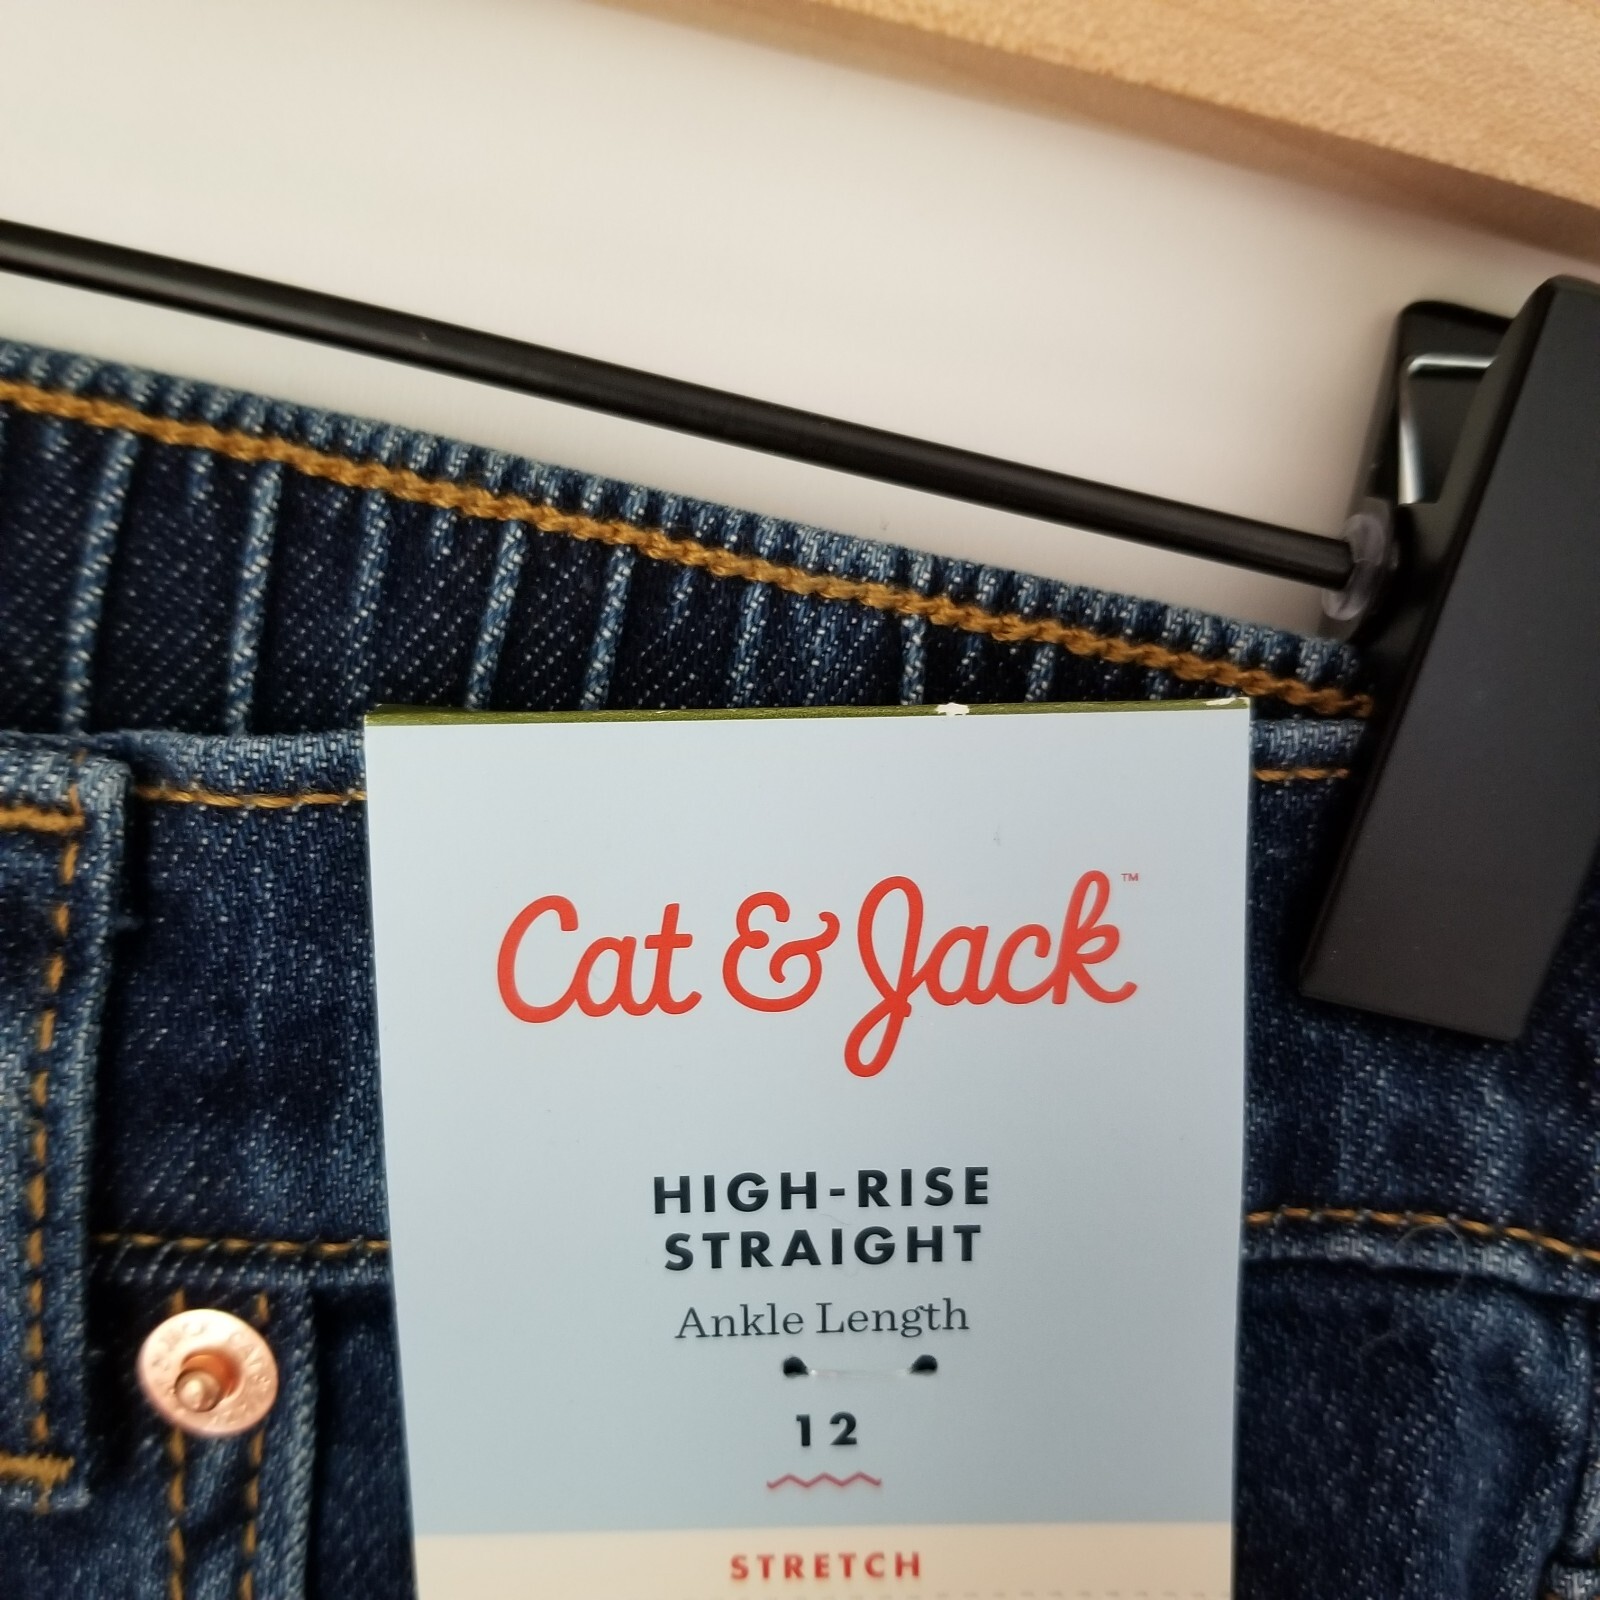 Cat & Jack™
HIGH-RISE
STRAIGHT
Ankle Length
12
STRETCH